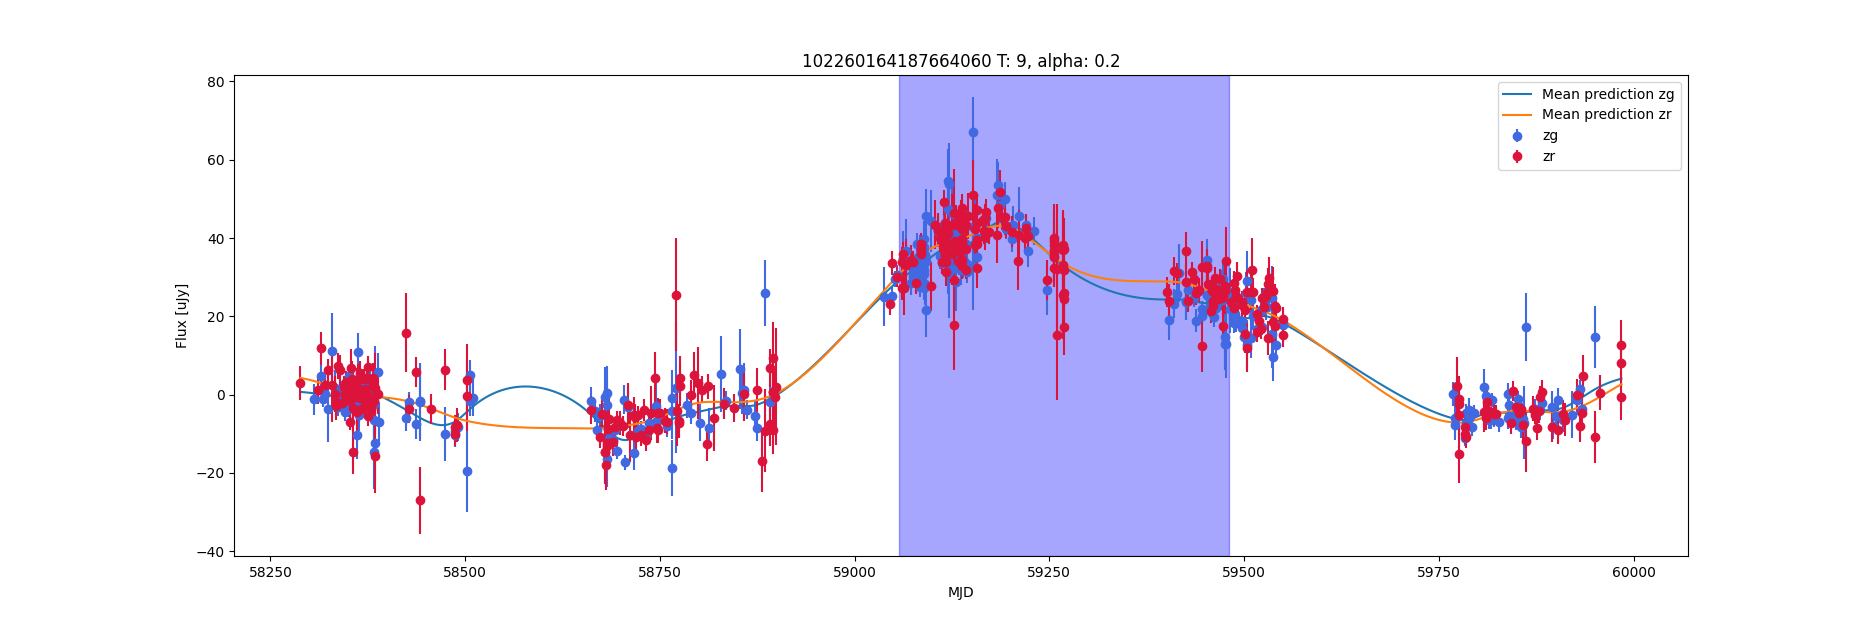 102260164187664060 T: 9, alpha: 0.2
80
60
40
20
0
−20
−40
Flux [uJy]
Mean prediction zg
Mean prediction zr
zg
zr
58250
58500
58750
59000
59250
59500
59750
60000
MJD